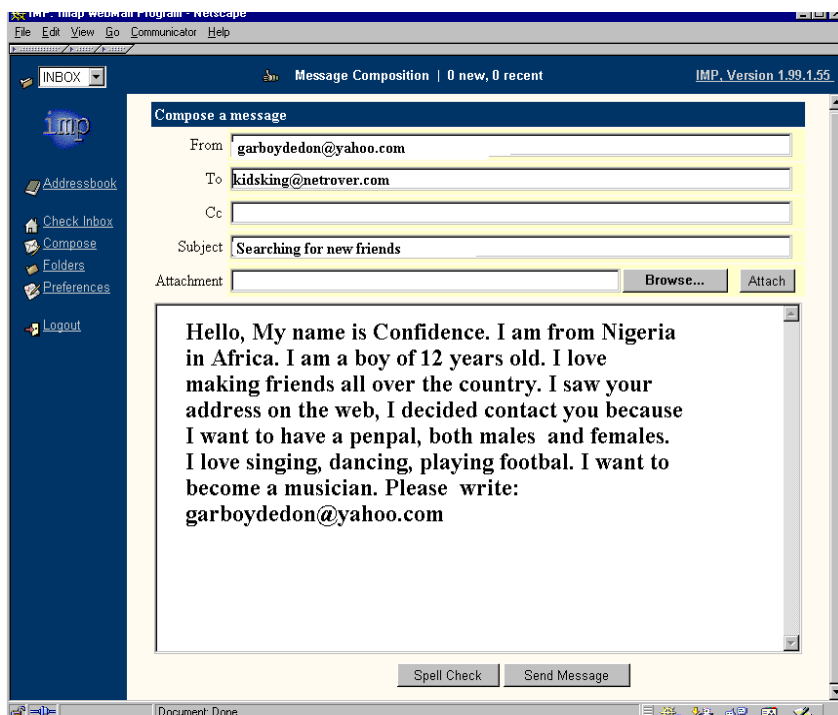 IMP: Imap webMail Program - Netscape
File Edit View Go Communicator Help
INBOX
Message Composition | 0 new, 0 recent
IMP, Version 1.99.1.55
imp
Addressbook
Check Inbox
Compose
Folders
Preferences
Logout
Compose a message
From garboydedon@yahoo.com
To kidsking@netrover.com
Cc
Subject Searching for new friends
Attachment Browse... Attach
Hello, My name is Confidence. I am from Nigeria
in Africa. I am a boy of 12 years old. I love
making friends all over the country. I saw your
address on the web, I decided contact you because
I want to have a penpal, both males and females.
I love singing, dancing, playing footbal. I want to
become a musician. Please write:
garboydedon@yahoo.com
Spell Check Send Message
Document: Done